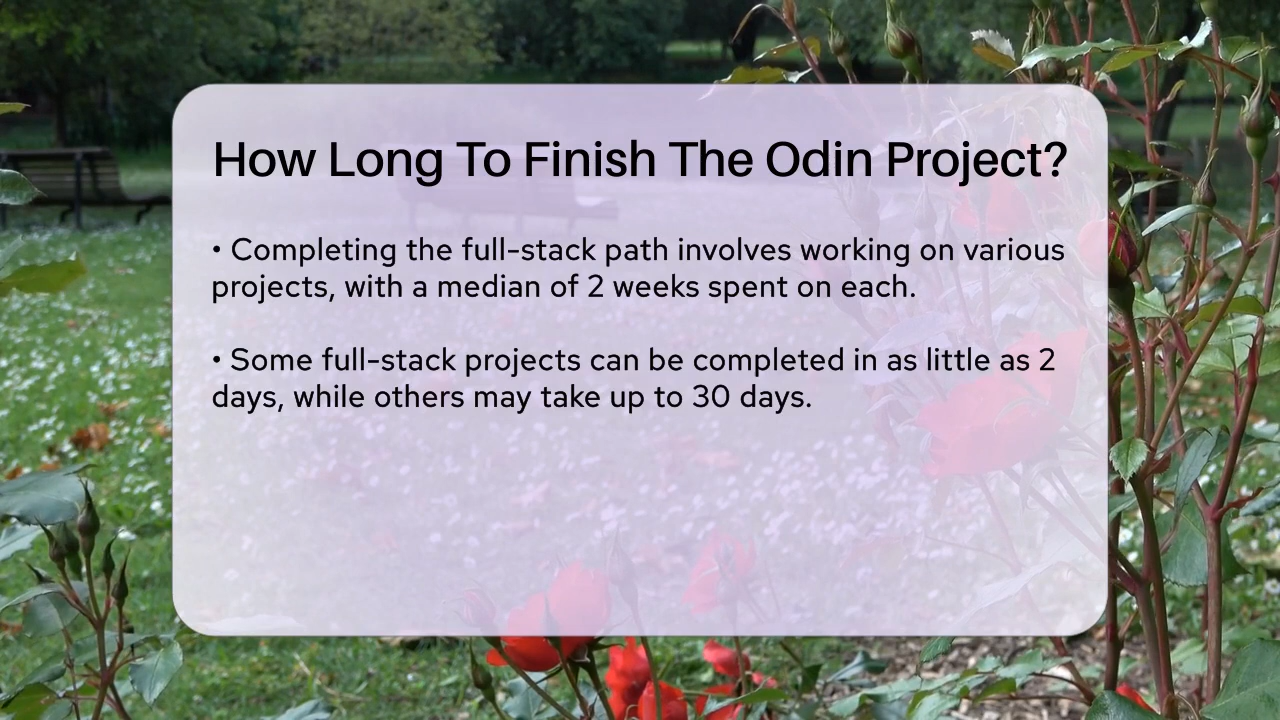 How Long To Finish The Odin Project?
• Completing the full-stack path involves working on various
projects, with a median of 2 weeks spent on each.
• Some full-stack projects can be completed in as little as 2
days, while others may take up to 30 days.